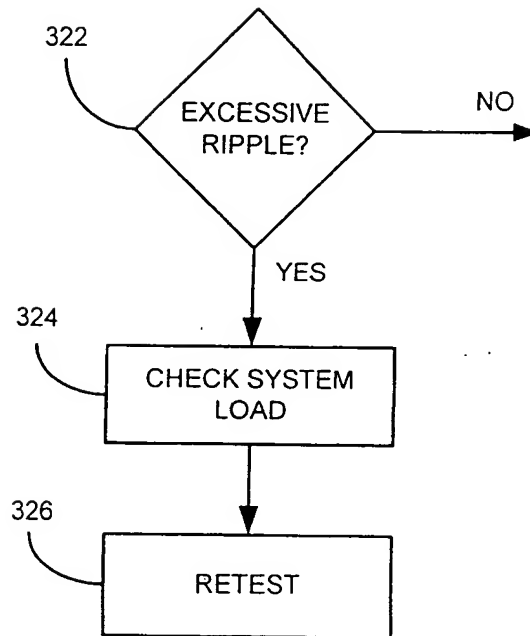 322
EXCESSIVE
RIPPLE?
NO
YES
324
CHECK SYSTEM
LOAD
326
RETEST